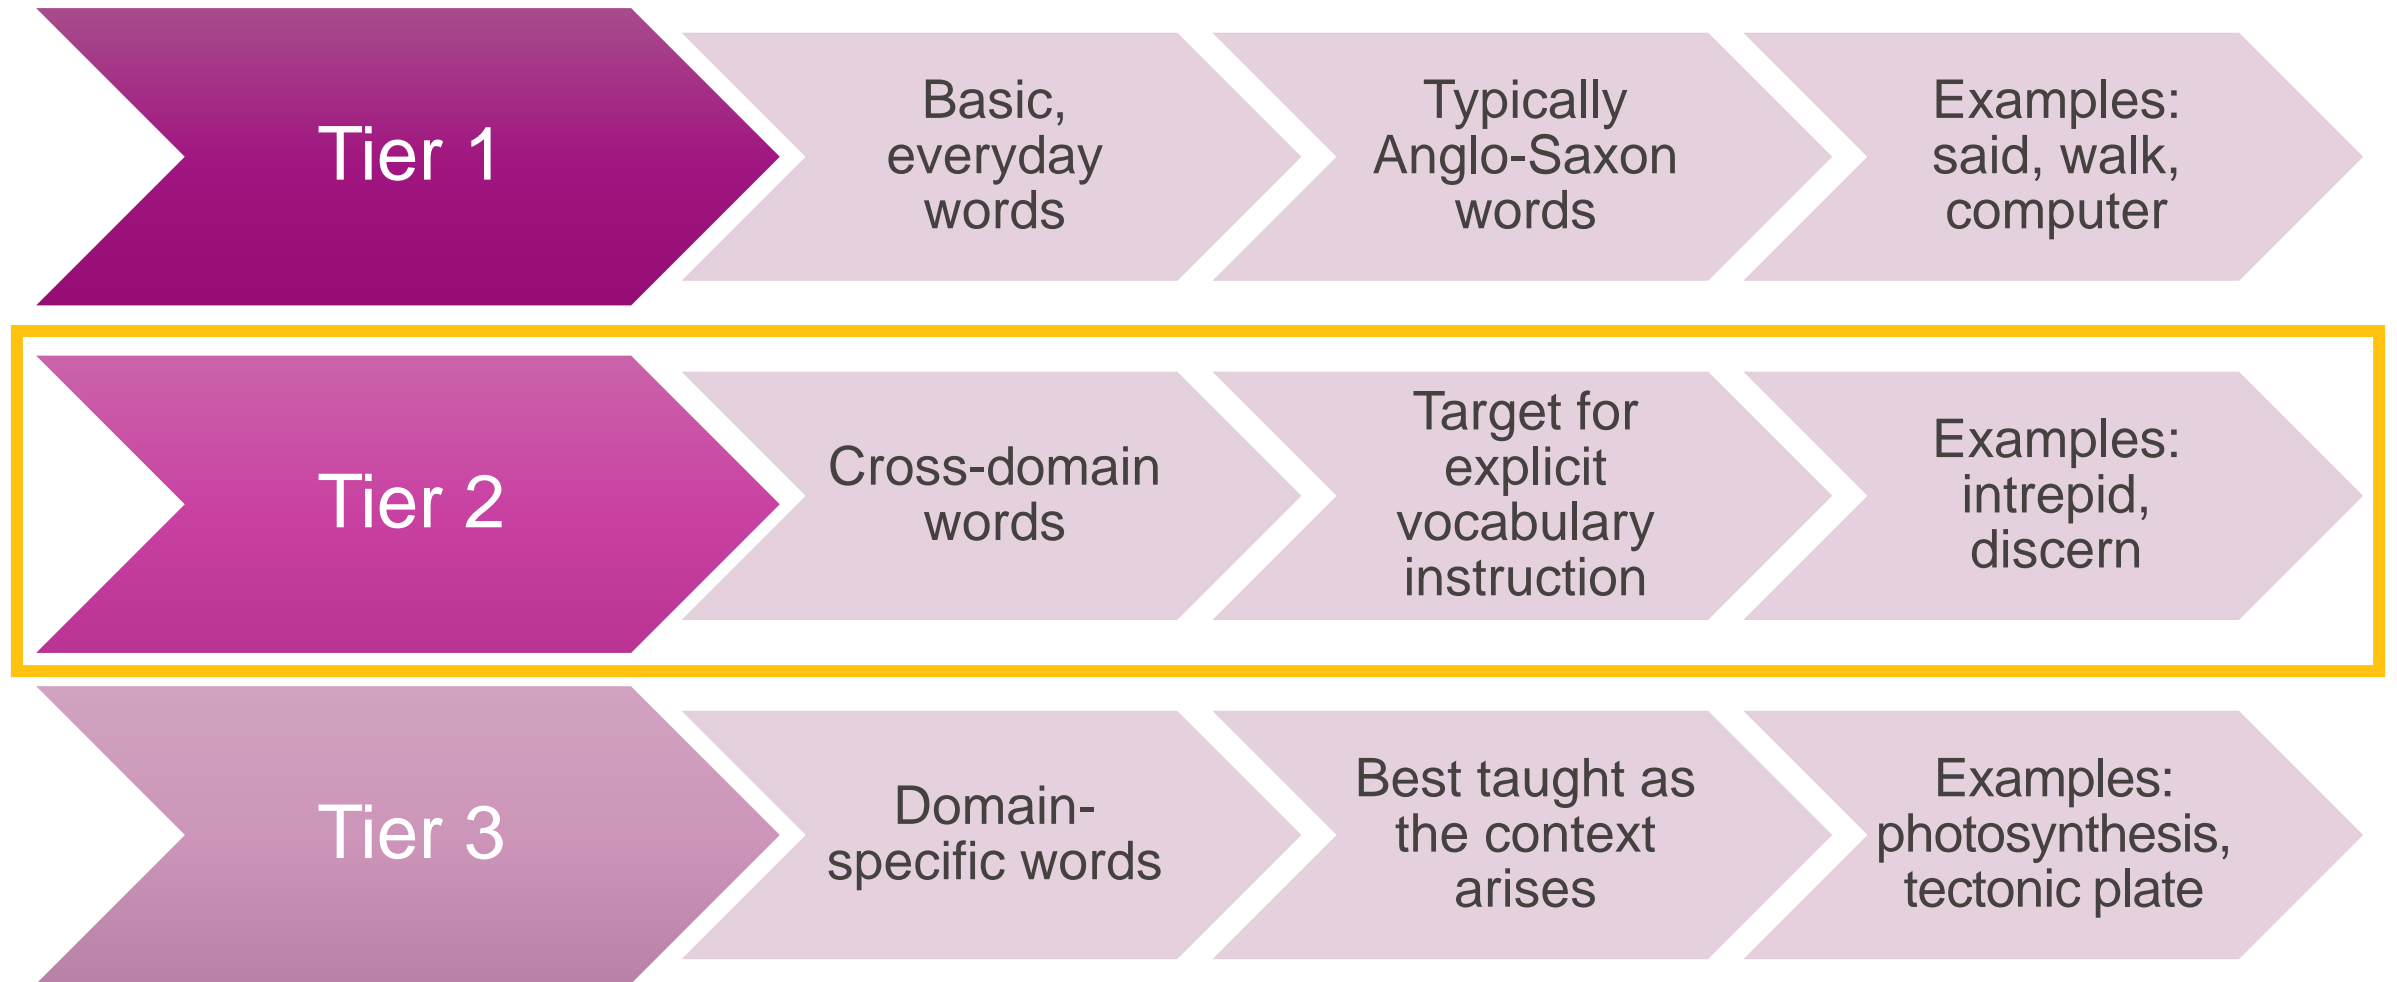 Tier 1
Basic,
everyday
words
Typically
Anglo-Saxon
words
Examples:
said, walk,
computer
Tier 2
Cross-domain
words
Target for
explicit
vocabulary
instruction
Examples:
intrepid,
discern
Tier 3
Domain-
specific words
Best taught as
the context
arises
Examples:
photosynthesis,
tectonic plate